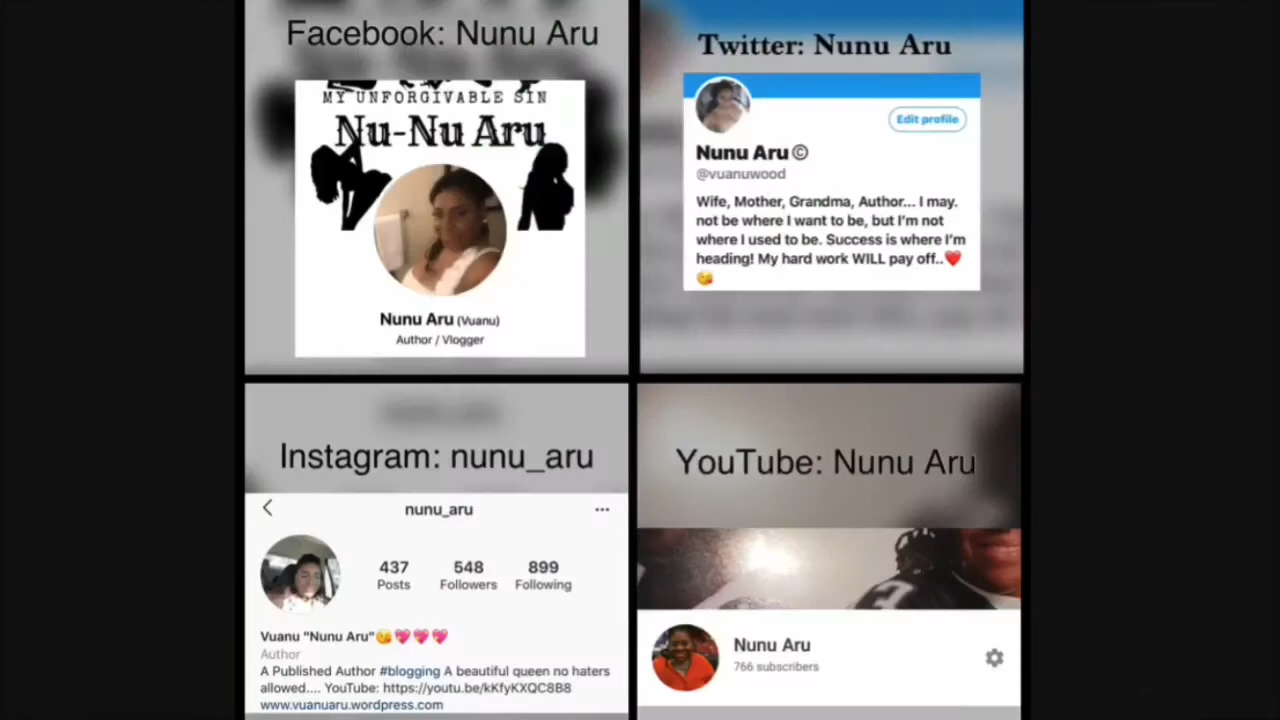 Facebook: Nunu Aru
MY UNFORGIVABLE SIN
Nu-Nu Aru
Nunu Aru (Vuanu)
Author / Vlogger
Twitter: Nunu Aru
Edit profile
Nunu Aru©
@vuanuwood
Wife, Mother, Grandma, Author... I may.
not be where I want to be, but I'm not
where I used to be. Success is where I'm
heading! My hard work WILL pay off..❤️
😘
Instagram: nunu_aru
nunu_aru
437 548 899
Posts Followers Following
Vuanu "Nunu Aru"😘💖💖💖
Author
A Published Author #blogging A beautiful queen no haters
allowed.... YouTube: https://youtu.be/kKfyKXQC8B8
www.vuanuaru.wordpress.com
YouTube: Nunu Aru
Nunu Aru
766 subscribers